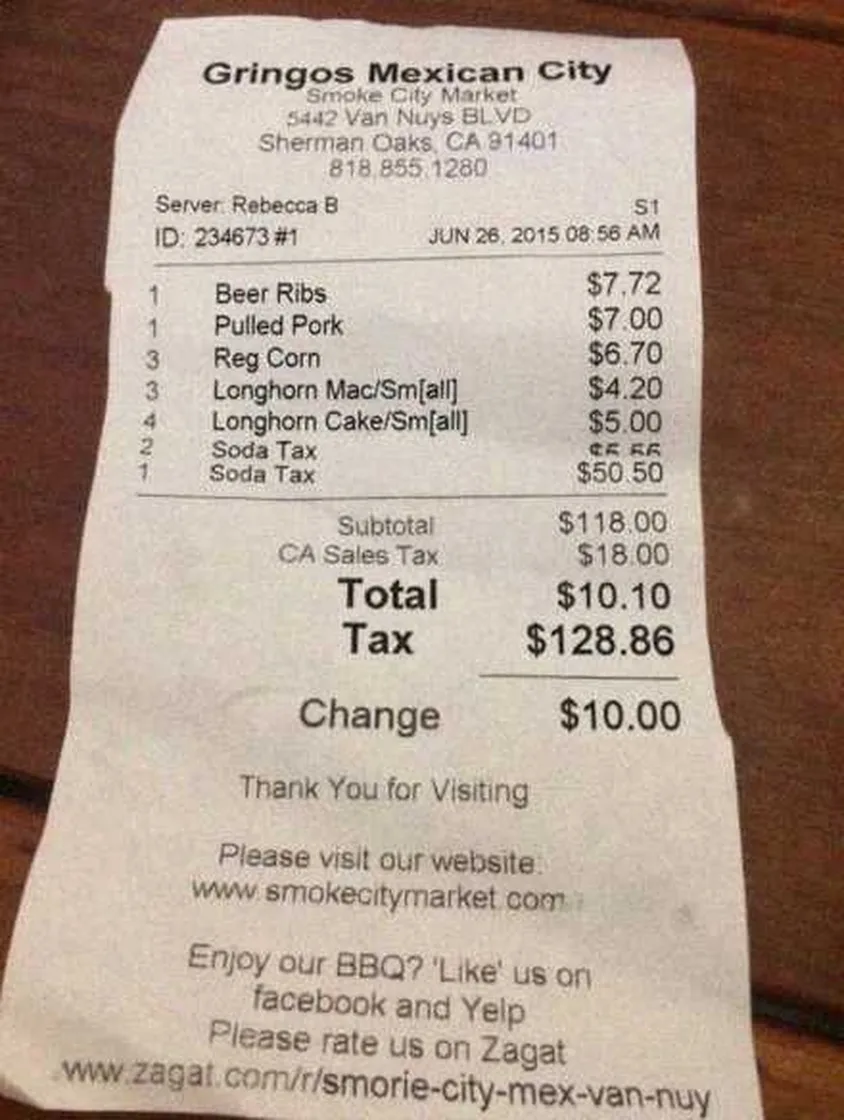 Gringos Mexican City
Smoke City Market
5442 Van Nuys BLVD
Sherman Oaks, CA 91401
818.855.1280
Server: Rebecca B S1
ID: 234673 #1 JUN 26, 2015 08:56 AM
1 Beer Ribs $7.72
1 Pulled Pork $7.00
3 Reg Corn $6.70
3 Longhorn Mac/Sm[all] $4.20
4 Longhorn Cake/Sm[all] $5.00
2 Soda Tax
1 Soda Tax $50.50
Subtotal $118.00
CA Sales Tax $18.00
Total $10.10
Tax $128.86
Change $10.00
Thank You for Visiting
Please visit our website:
www.smokecitymarket.com
Enjoy our BBQ? 'Like' us on
facebook and Yelp
Please rate us on Zagat
www.zagat.com/r/smorie-city-mex-van-nuy